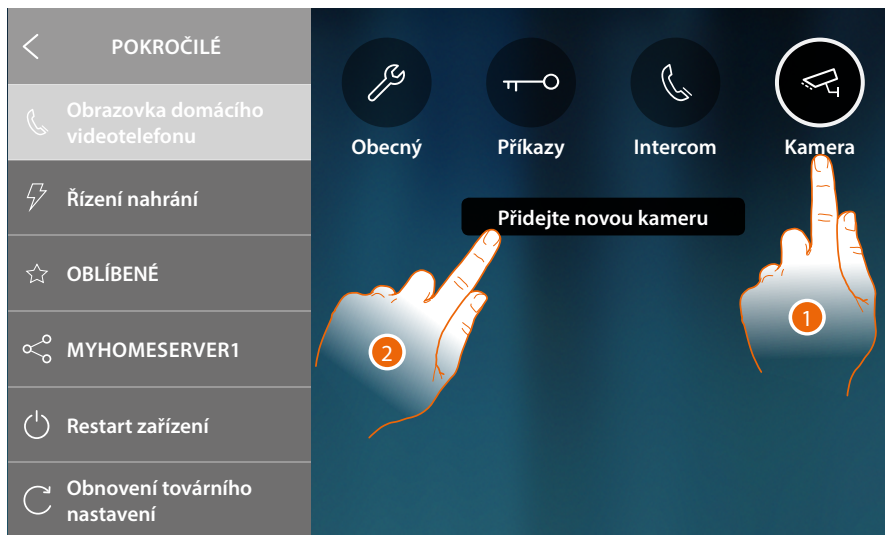 POKROČILÉ
Obrazovka domácího
videotelefonu
Řízení nahrání
OBLÍBENÉ
MYHOMESERVER1
Restart zařízení
Obnovení továrního
nastavení
Obecný
Příkazy
Intercom
Kamera
Přidejte novou kameru
1
2